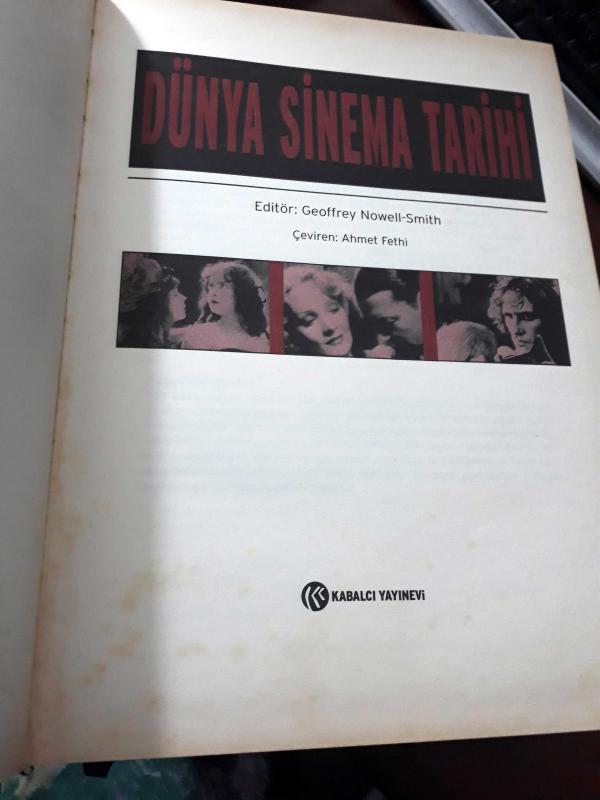 DÜNYA SİNEMA TARİHİ
Editör: Geoffrey Nowell-Smith
Çeviren: Ahmet Fethi
KABALCI YAYINEVİ